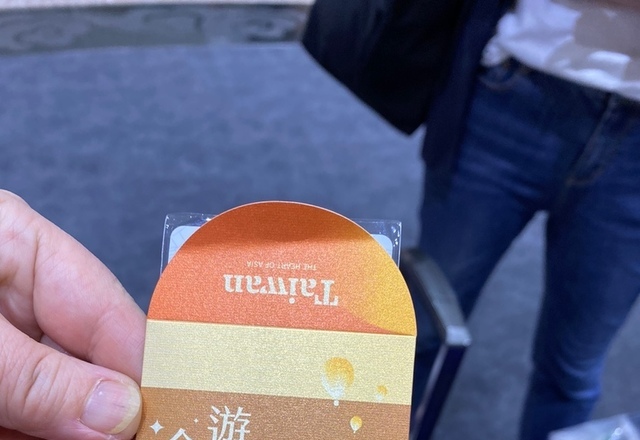 Taiwan
THE HEART OF ASIA
遊